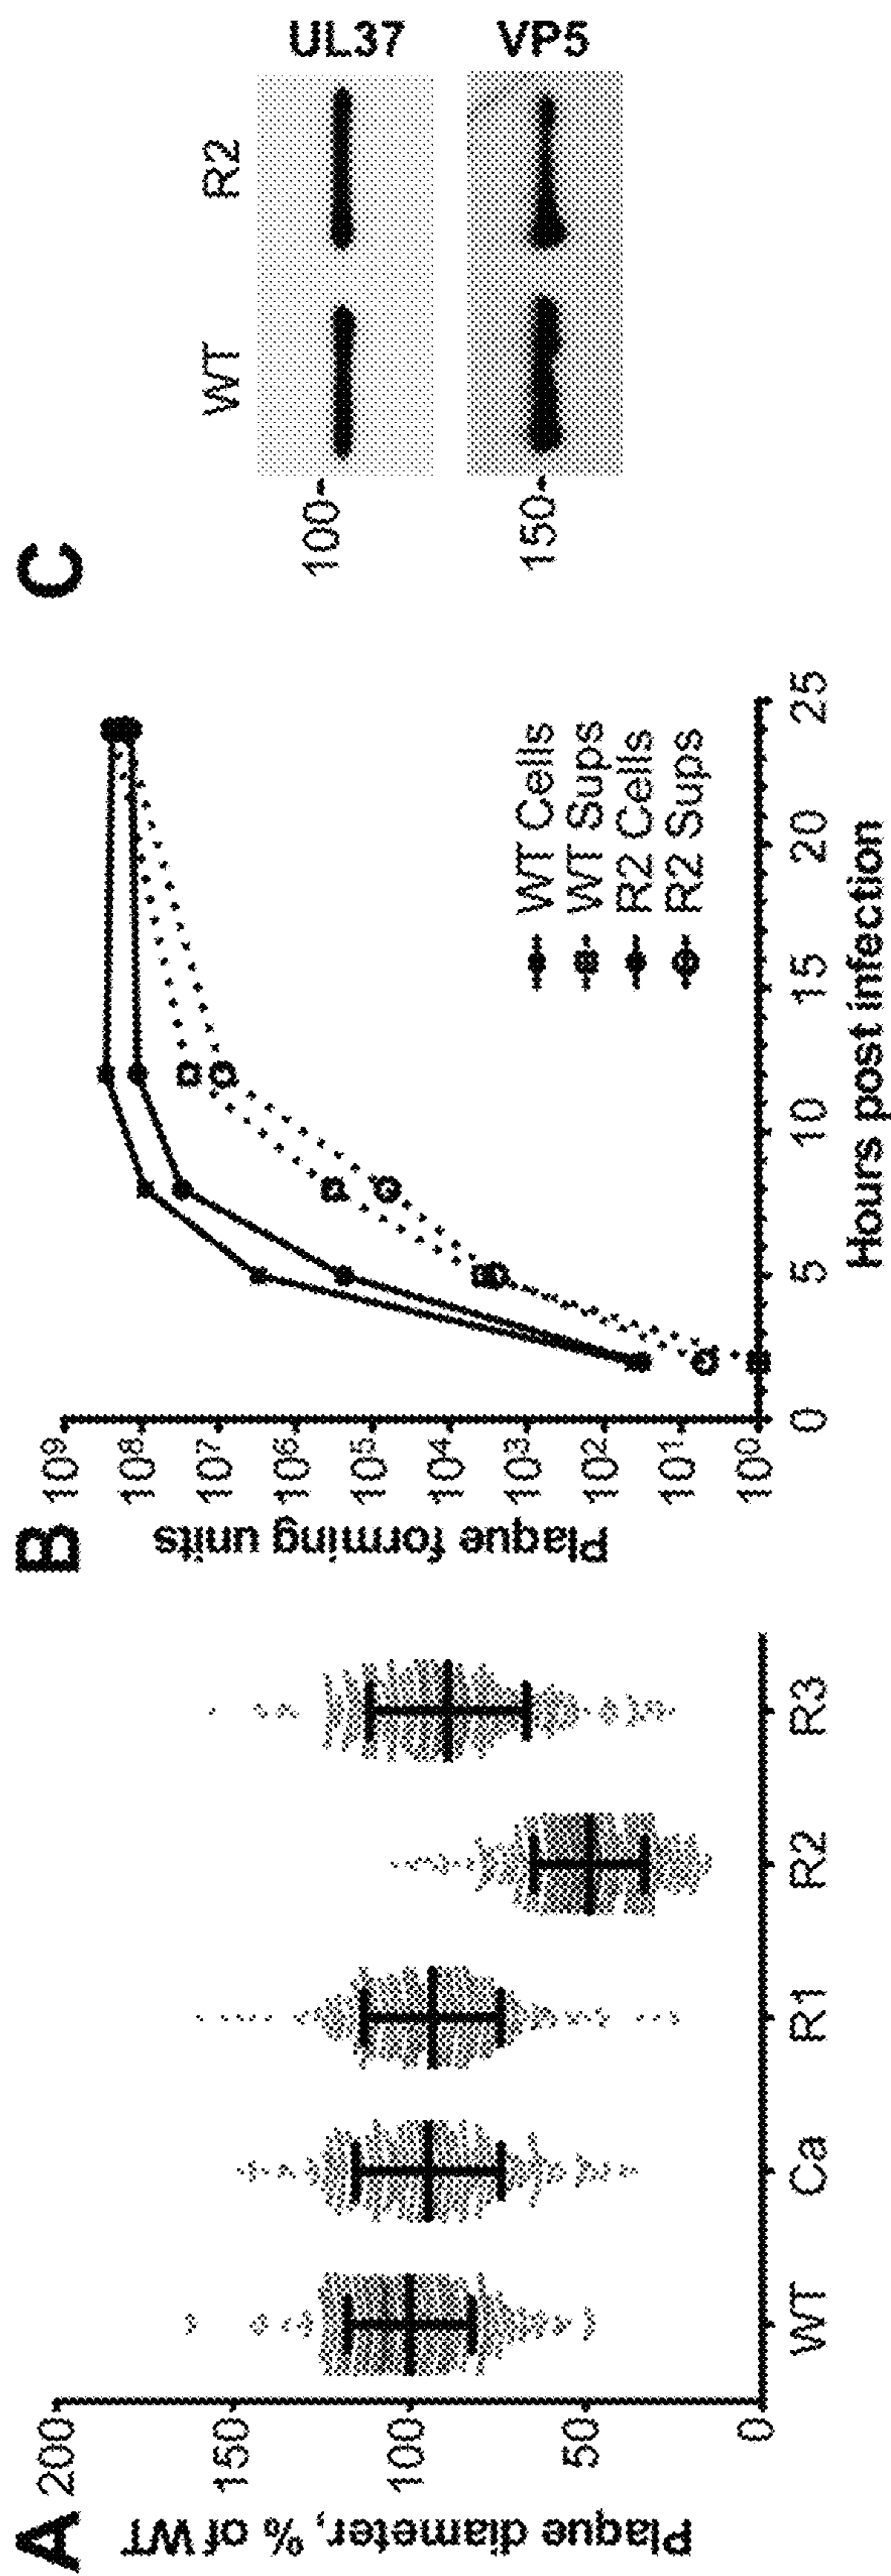 A
Plaque diameter, % of WT
200
150
100
50
0
WT Ca R1 R2 R3
B
Plaque forming units
10⁹
10⁸
10⁷
10⁶
10⁵
10⁴
10³
10²
10¹
10⁰
0 5 10 15 20 25
Hours post infection
WT Cells
WT Sups
R2 Cells
R2 Sups
C
WT R2
100-
UL37
150-
VP5